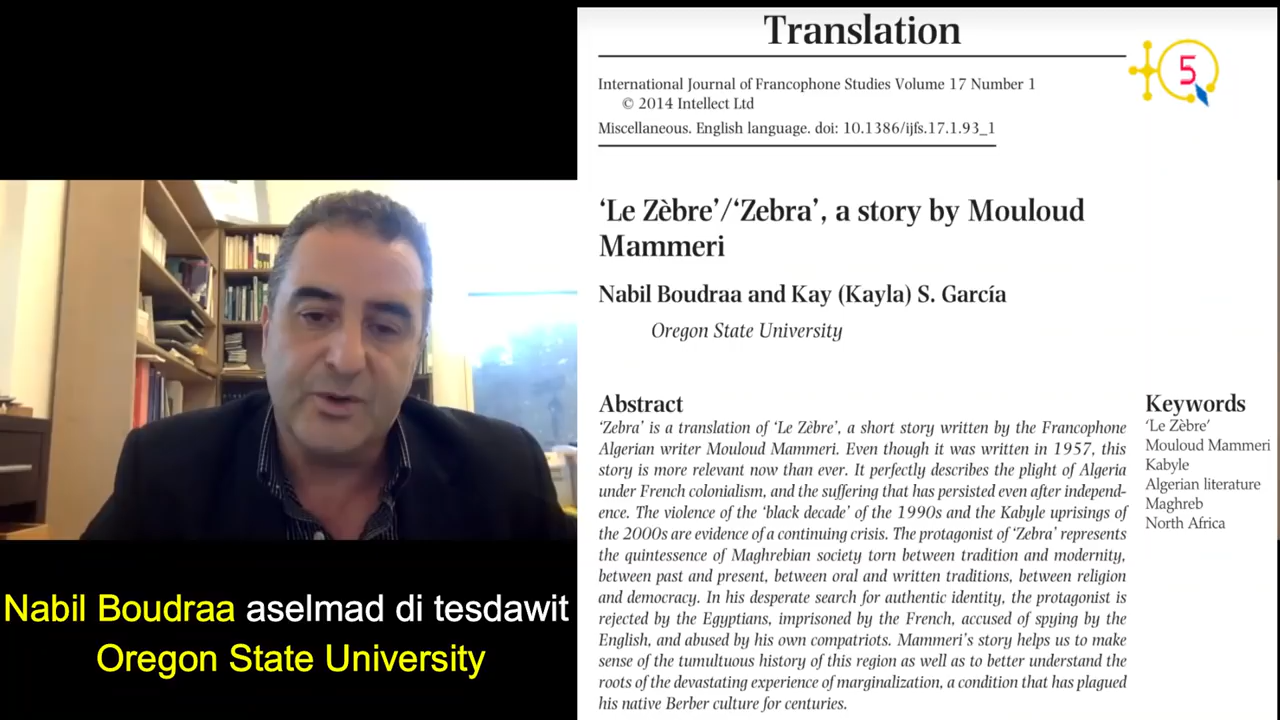 Translation
5
International Journal of Francophone Studies Volume 17 Number 1
© 2014 Intellect Ltd
Miscellaneous. English language. doi: 10.1386/ijfs.17.1.93_1
‘Le Zèbre’/‘Zebra’, a story by Mouloud
Mammeri
Nabil Boudraa and Kay (Kayla) S. García
Oregon State University
Abstract
‘Zebra’ is a translation of ‘Le Zèbre’, a short story written by the Francophone
Algerian writer Mouloud Mammeri. Even though it was written in 1957, this
story is more relevant now than ever. It perfectly describes the plight of Algeria
under French colonialism, and the suffering that has persisted even after independ-
ence. The violence of the ‘black decade’ of the 1990s and the Kabyle uprisings of
the 2000s are evidence of a continuing crisis. The protagonist of ‘Zebra’ represents
the quintessence of Maghrebian society torn between tradition and modernity,
between past and present, between oral and written traditions, between religion
and democracy. In his desperate search for authentic identity, the protagonist is
rejected by the Egyptians, imprisoned by the French, accused of spying by the
English, and abused by his own compatriots. Mammeri’s story helps us to make
sense of the tumultuous history of this region as well as to better understand the
roots of the devastating experience of marginalization, a condition that has plagued
his native Berber culture for centuries.
Keywords
‘Le Zèbre’
Mouloud Mammeri
Kabyle
Algerian literature
Maghreb
North Africa
Nabil Boudraa aselmad di tesdawit
Oregon State University